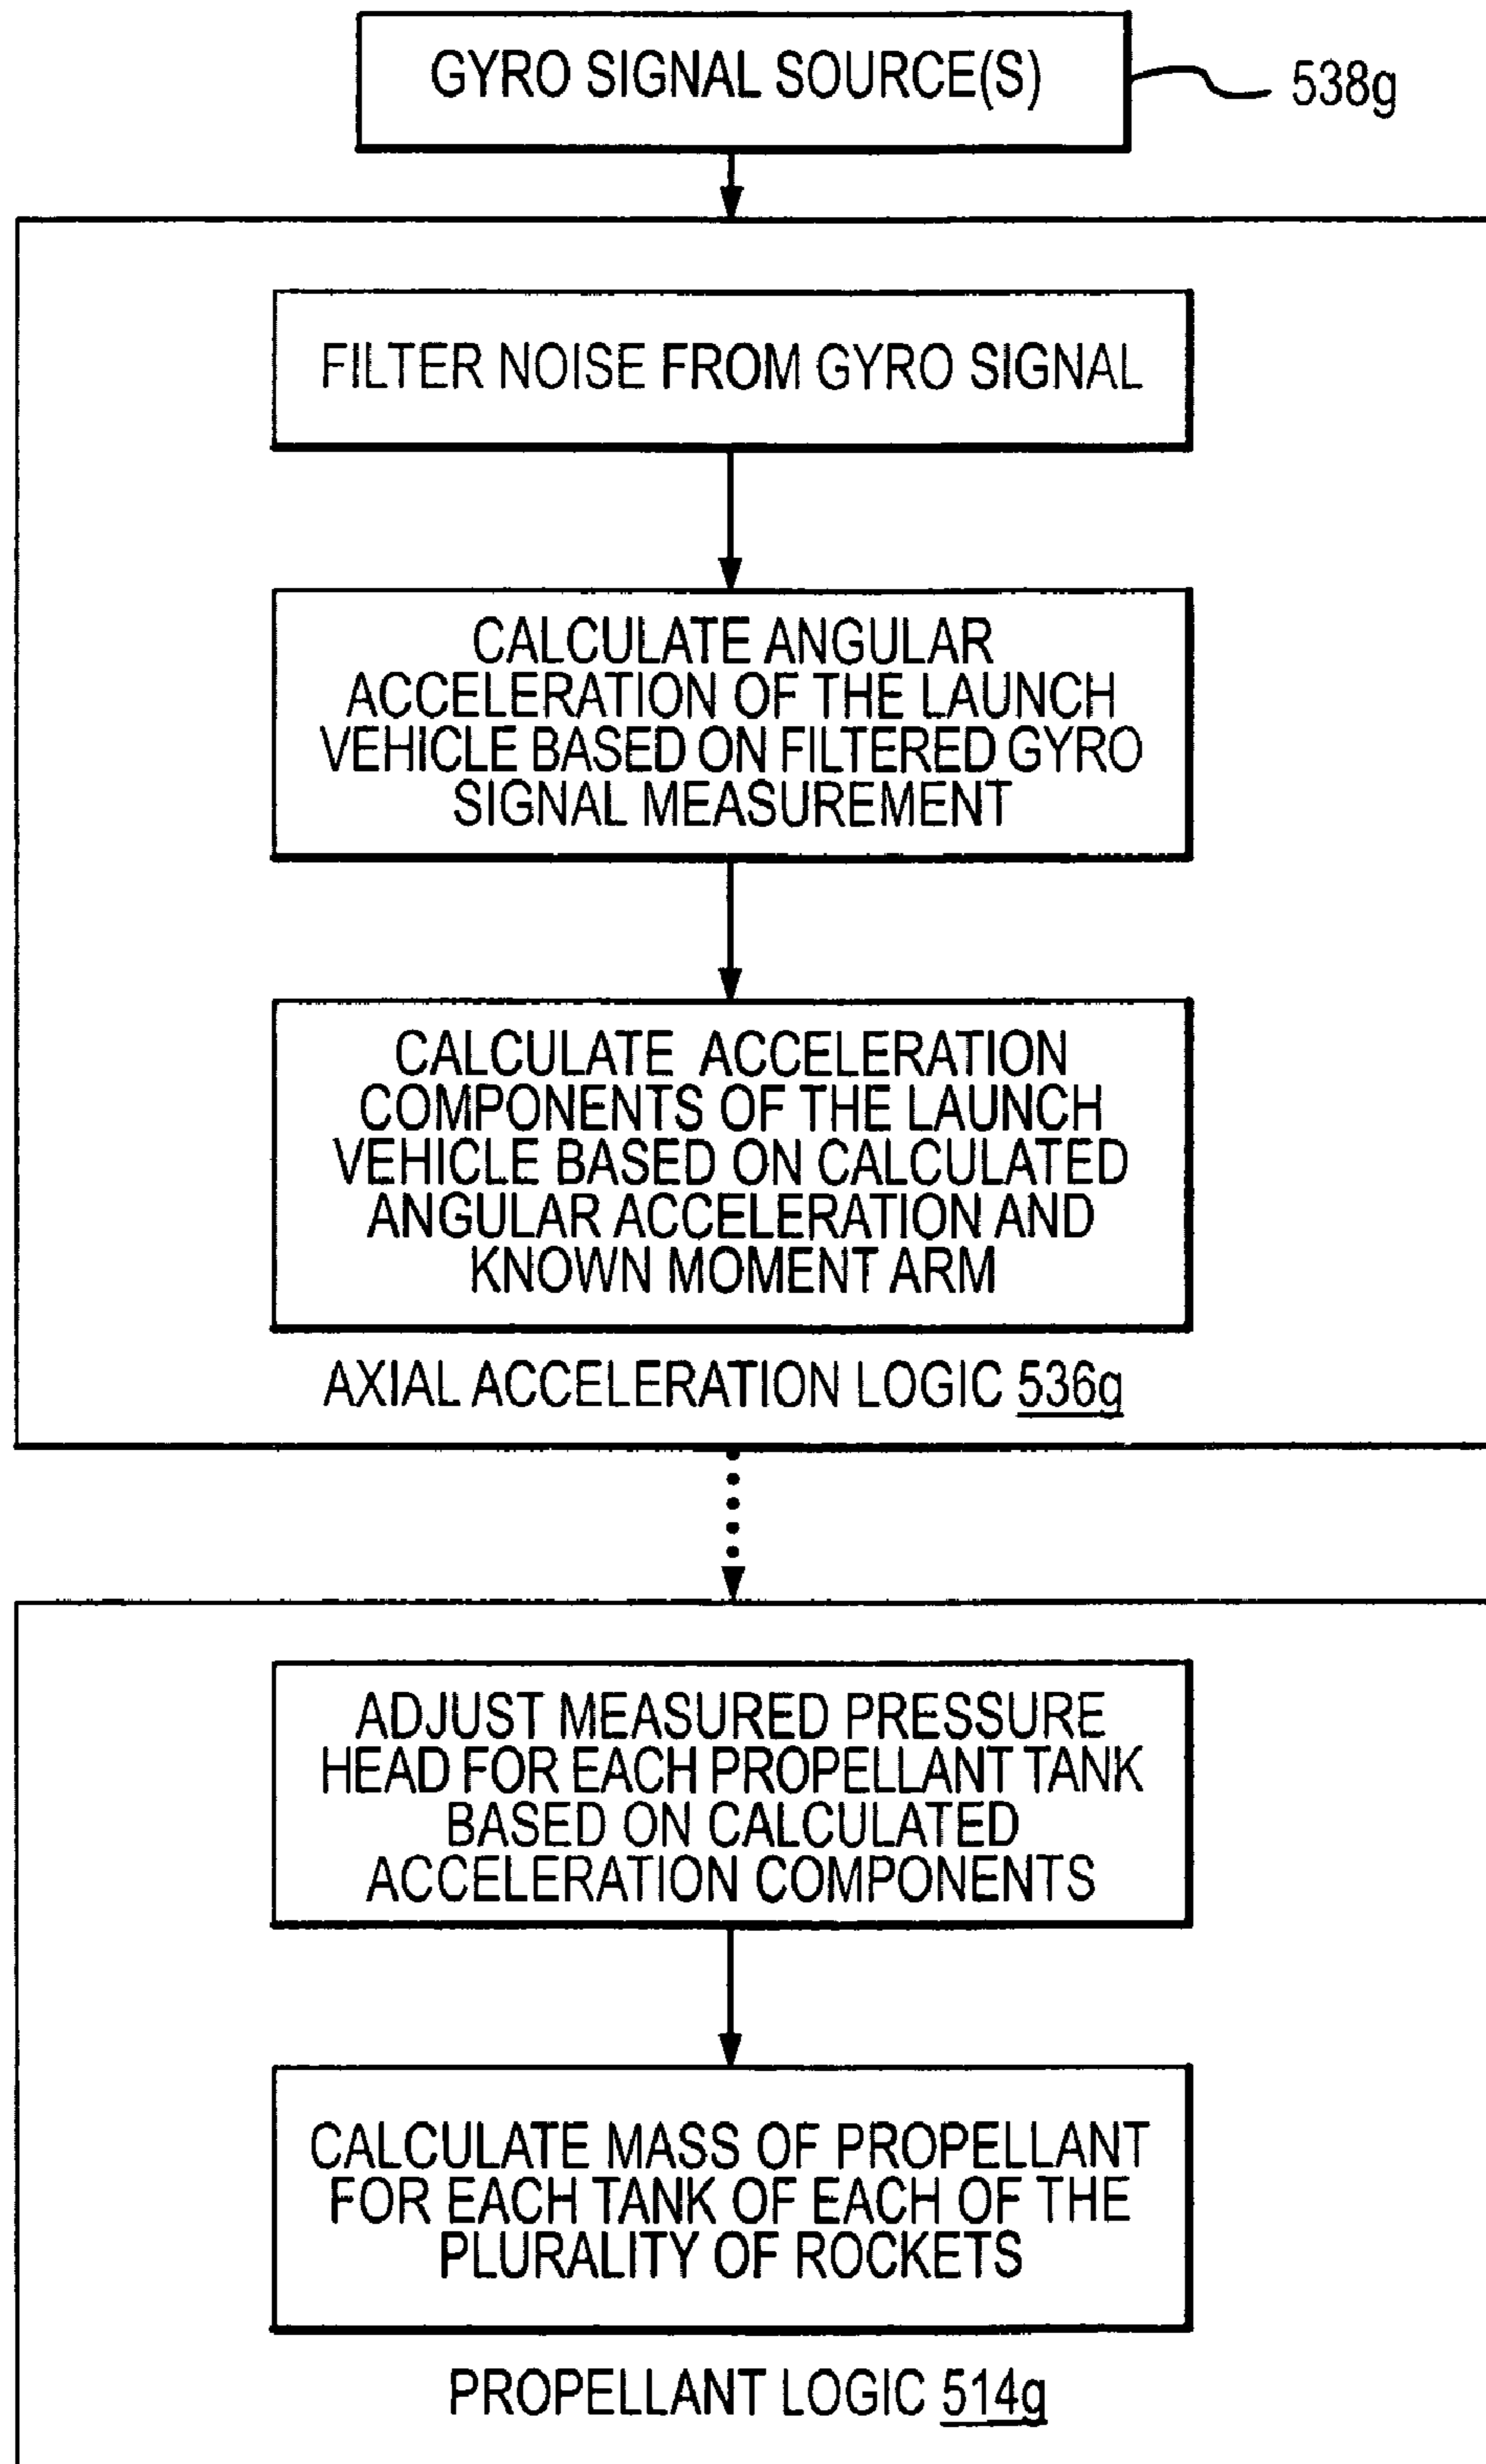 GYRO SIGNAL SOURCE(S)
538g
FILTER NOISE FROM GYRO SIGNAL
CALCULATE ANGULAR
ACCELERATION OF THE LAUNCH
VEHICLE BASED ON FILTERED GYRO
SIGNAL MEASUREMENT
CALCULATE ACCELERATION
COMPONENTS OF THE LAUNCH
VEHICLE BASED ON CALCULATED
ANGULAR ACCELERATION AND
KNOWN MOMENT ARM
AXIAL ACCELERATION LOGIC 536g
ADJUST MEASURED PRESSURE
HEAD FOR EACH PROPELLANT TANK
BASED ON CALCULATED
ACCELERATION COMPONENTS
CALCULATE MASS OF PROPELLANT
FOR EACH TANK OF EACH OF THE
PLURALITY OF ROCKETS
PROPELLANT LOGIC 514g